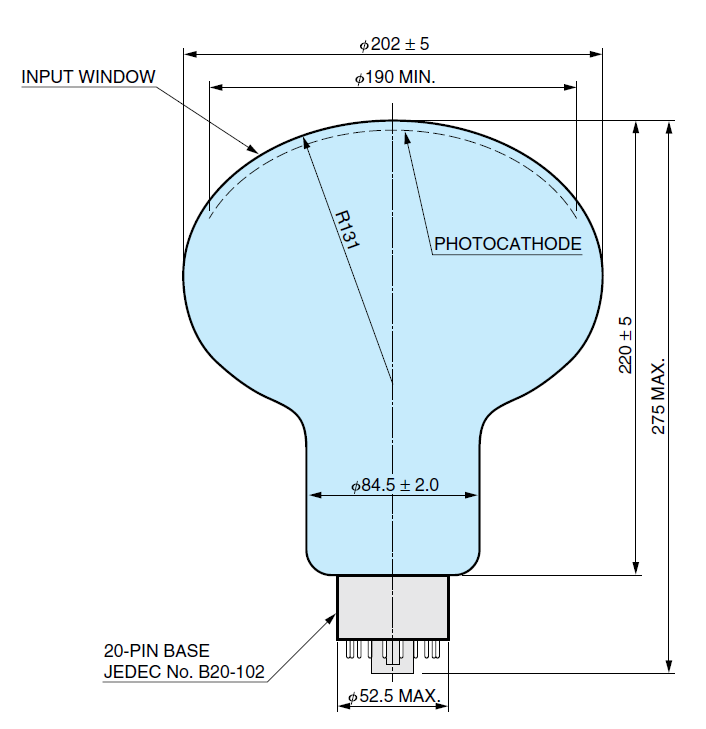 φ202 ± 5
INPUT WINDOW
φ190 MIN.
R131
PHOTOCATHODE
220 ± 5
275 MAX.
φ84.5 ± 2.0
20-PIN BASE
JEDEC No. B20-102
φ52.5 MAX.